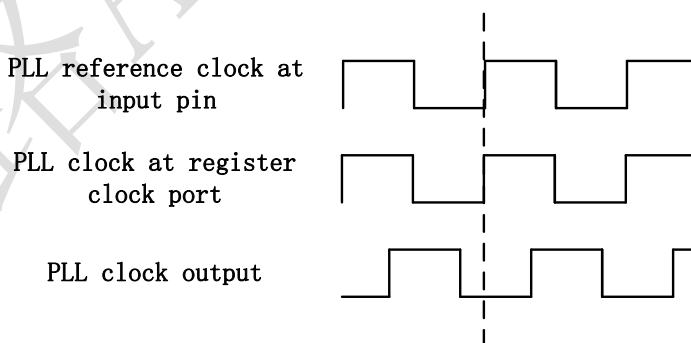 PLL reference clock at
input pin
PLL clock at register
clock port
PLL clock output